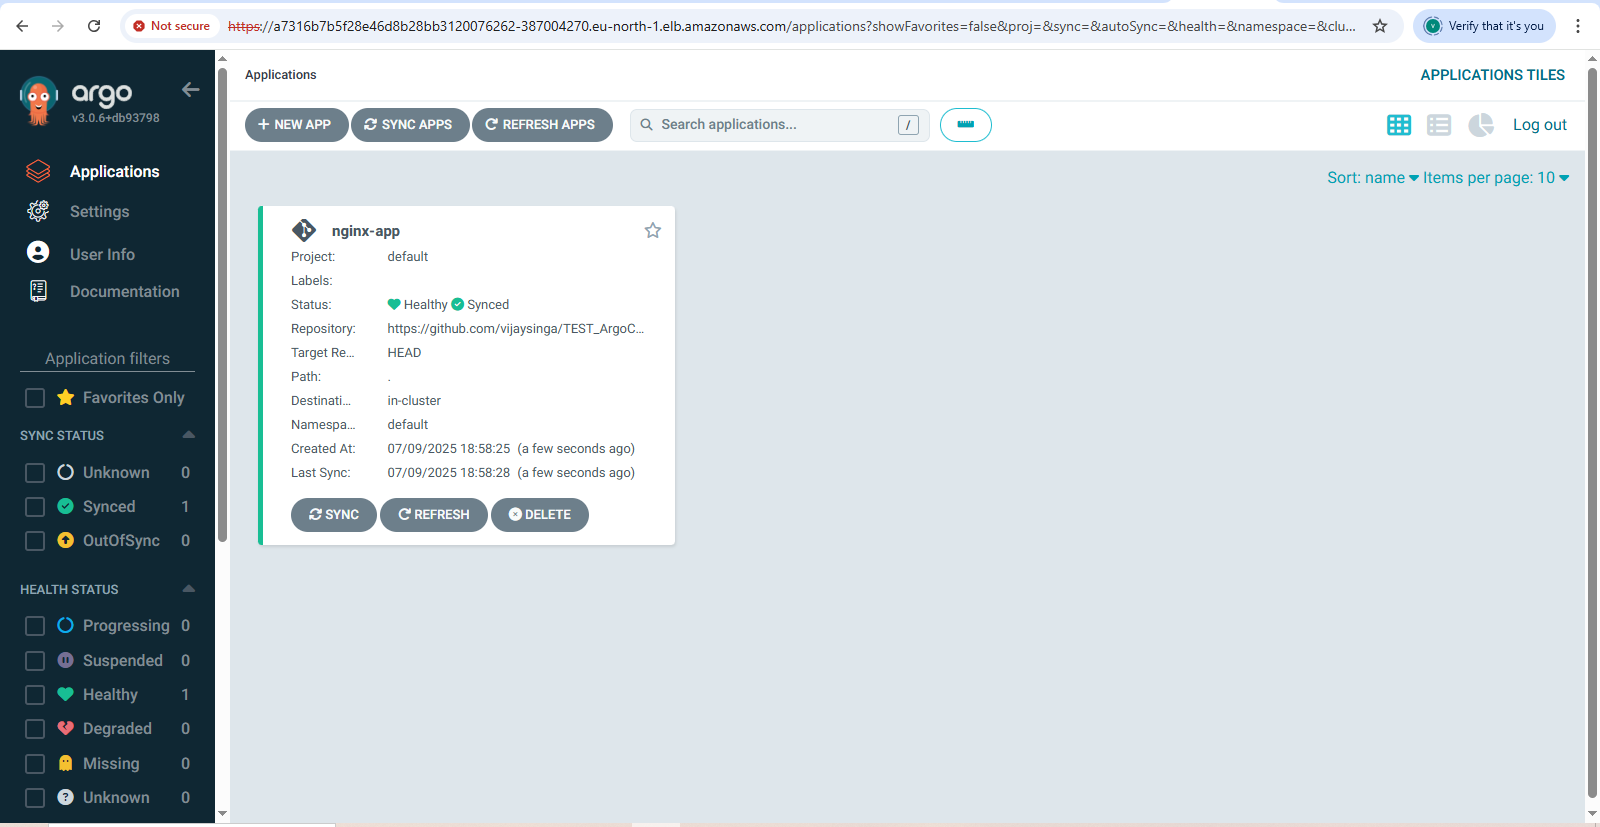 Not secure
https://a7316b7b5f28e46d8b28bb3120076262-387004270.eu-north-1.elb.amazonaws.com/applications?showFavorites=false&proj=&sync=&autoSync=&health=&namespace=&clu...
Verify that it's you
argo
v3.0.6+db93798
Applications
Settings
User Info
Documentation
Application filters
Favorites Only
SYNC STATUS
Unknown 0
Synced 1
OutOfSync 0
HEALTH STATUS
Progressing 0
Suspended 0
Healthy 1
Degraded 0
Missing 0
Unknown 0
Applications
APPLICATIONS TILES
+ NEW APP
SYNC APPS
REFRESH APPS
Search applications...
/
Log out
Sort: name Items per page: 10
nginx-app
Project: default
Labels:
Status: Healthy Synced
Repository: https://github.com/vijaysinga/TEST_ArgoC...
Target Re... HEAD
Path: .
Destinati... in-cluster
Namespa... default
Created At: 07/09/2025 18:58:25 (a few seconds ago)
Last Sync: 07/09/2025 18:58:28 (a few seconds ago)
SYNC
REFRESH
DELETE